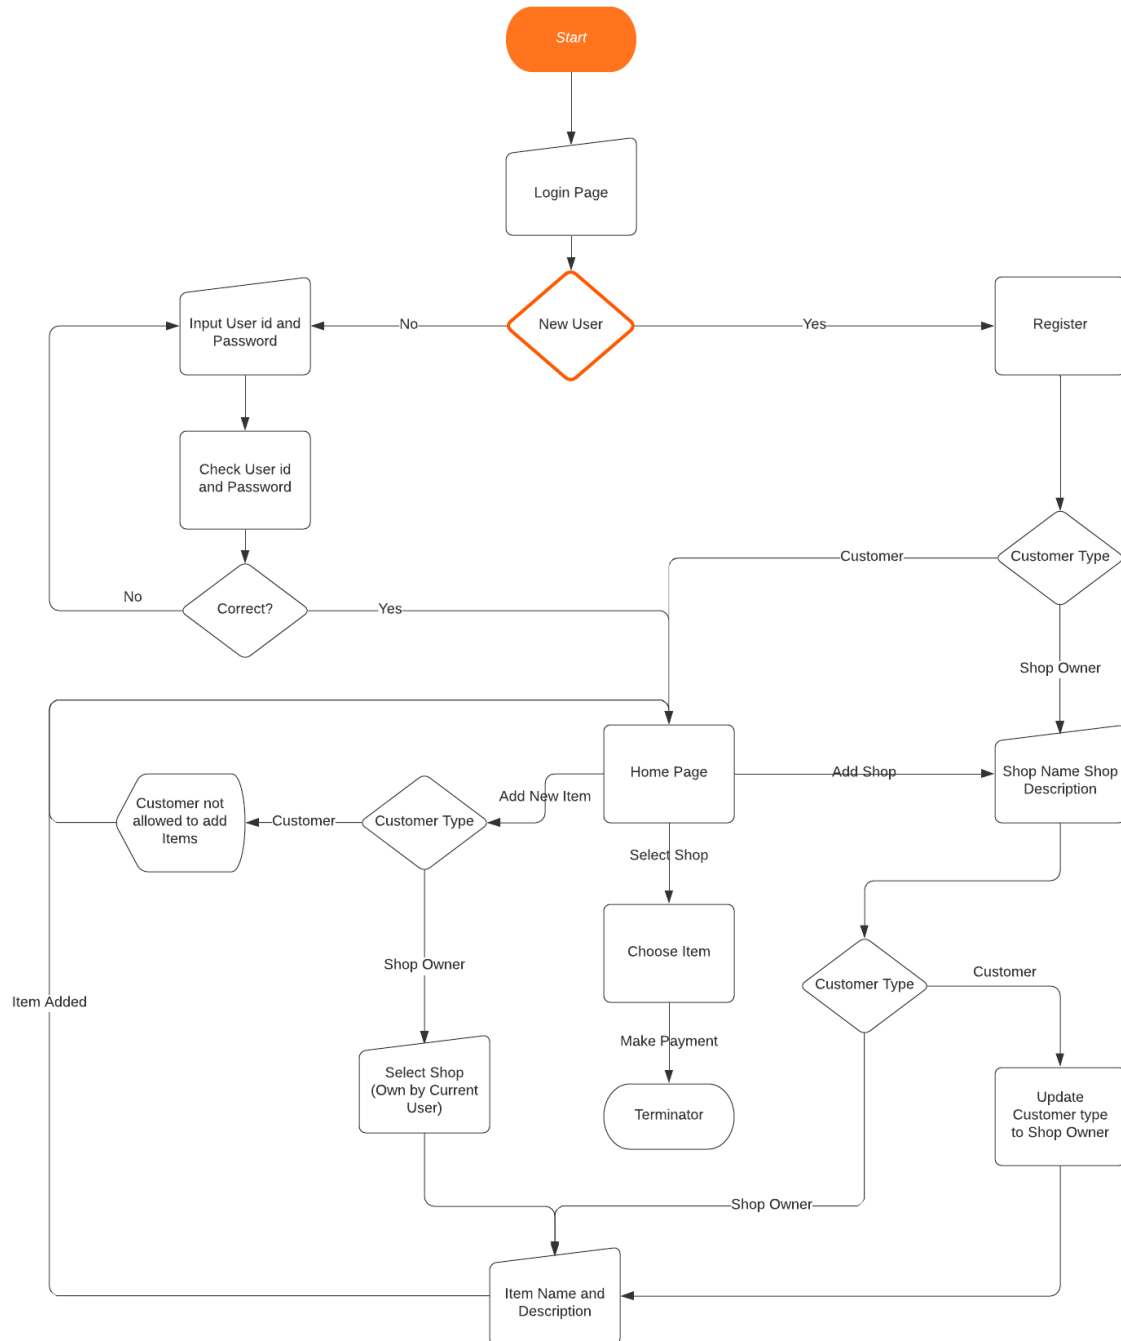 Start
Login Page
New User
No
Yes
Input User id and
Password
Register
Check User id
and Password
Customer Type
Customer
Correct?
No
Yes
Shop Owner
Home Page
Add Shop
Shop Name Shop
Description
Add New Item
Customer Type
Customer
Customer not
allowed to add
Items
Select Shop
Choose Item
Shop Owner
Customer Type
Customer
Item Added
Make Payment
Select Shop
(Own by Current
User)
Terminator
Update
Customer type
to Shop Owner
Shop Owner
Item Name and
Description